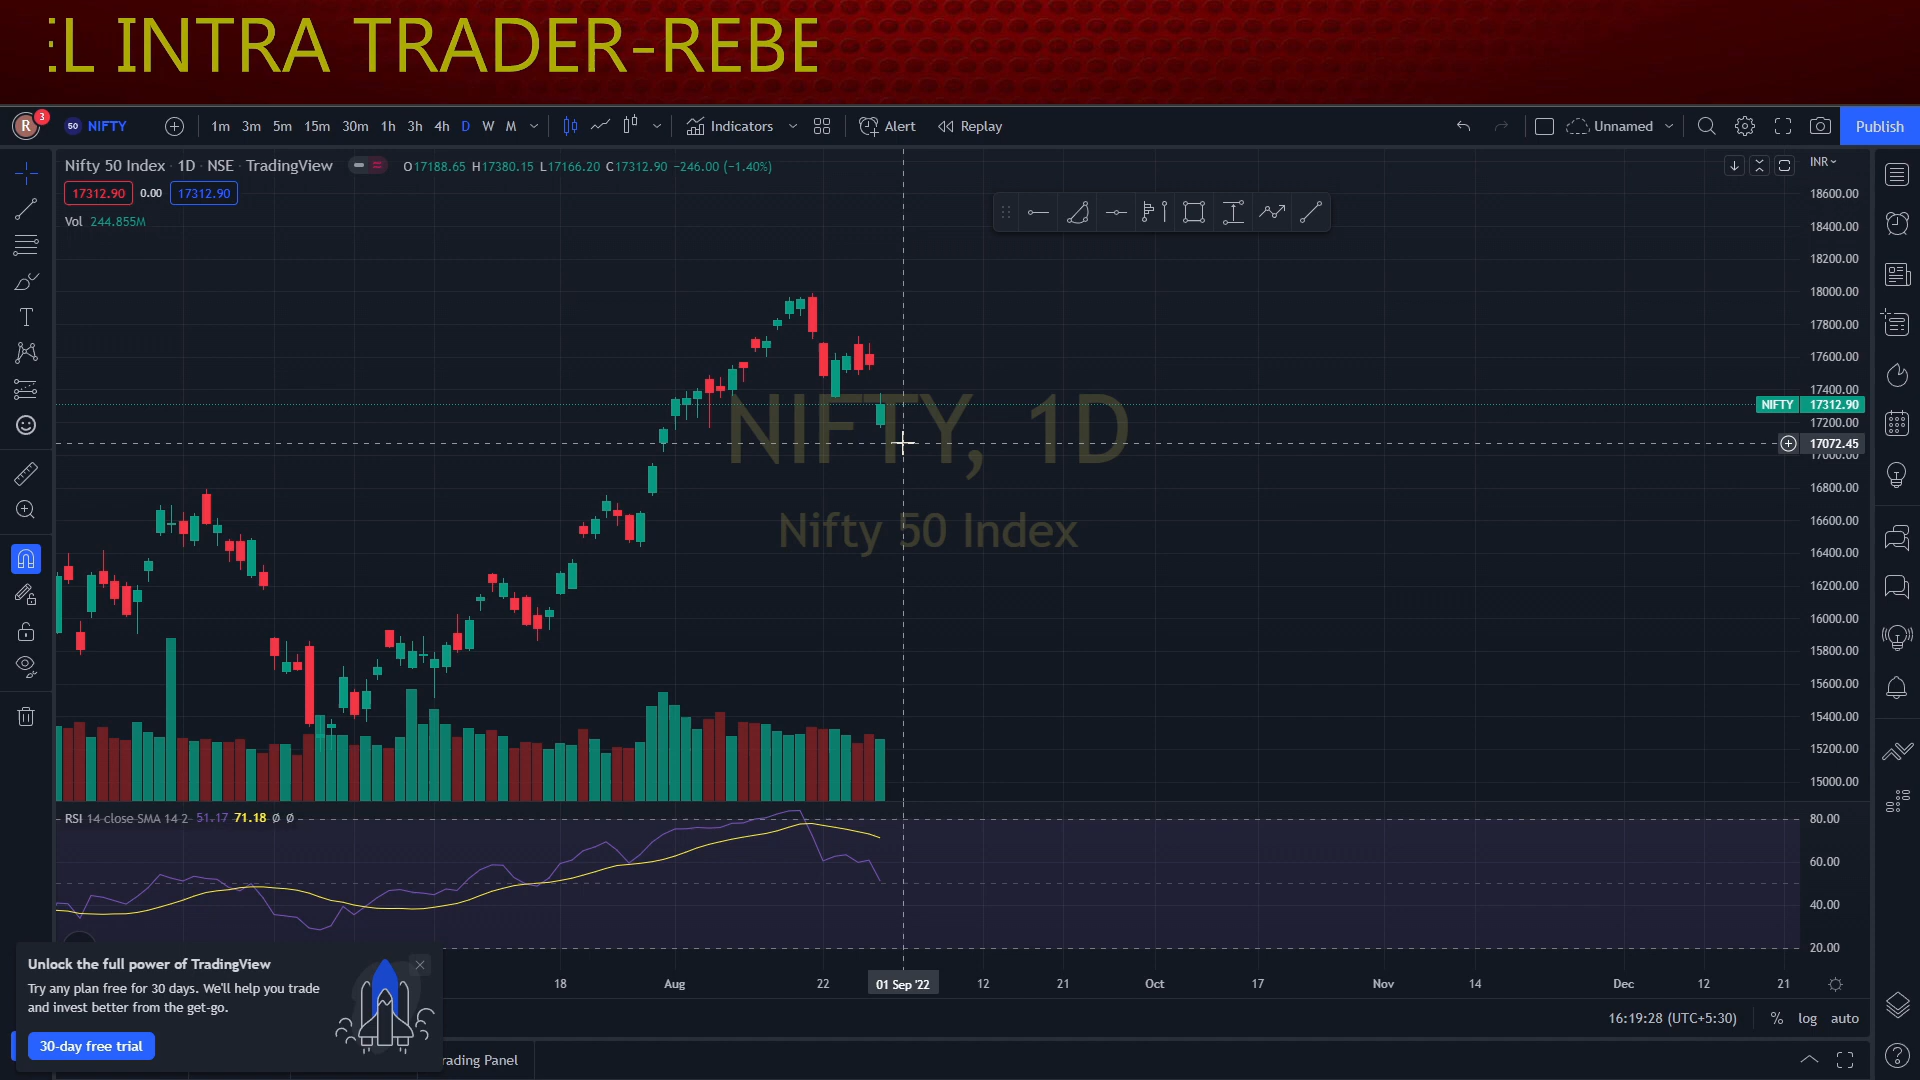 EL INTRA TRADER-REBE
R 3 50 NIFTY 1m 3m 5m 15m 30m 1h 3h 4h D W M Indicators Alert Replay Unnamed Publish
Nifty 50 Index · 1D · NSE · TradingView O17188.65 H17380.15 L17166.20 C17312.90 −246.00 (−1.40%) INR
17312.90 0.00 17312.90
Vol 244.855M
18600.00
18400.00
18200.00
18000.00
17800.00
17600.00
17400.00
NIFTY 17312.90
17200.00
17072.45
17000.00
16800.00
16600.00
16400.00
16200.00
16000.00
15800.00
15600.00
15400.00
15200.00
15000.00
NIFTY, 1D
Nifty 50 Index
RSI 14 close SMA 14 2 51.17 71.18 Ø Ø
80.00
60.00
40.00
20.00
18 Aug 22 01 Sep '22 12 21 Oct 17 Nov 14 Dec 12 21
Unlock the full power of TradingView
Try any plan free for 30 days. We'll help you trade
and invest better from the get-go.
30-day free trial
16:19:28 (UTC+5:30) % log auto
rading Panel